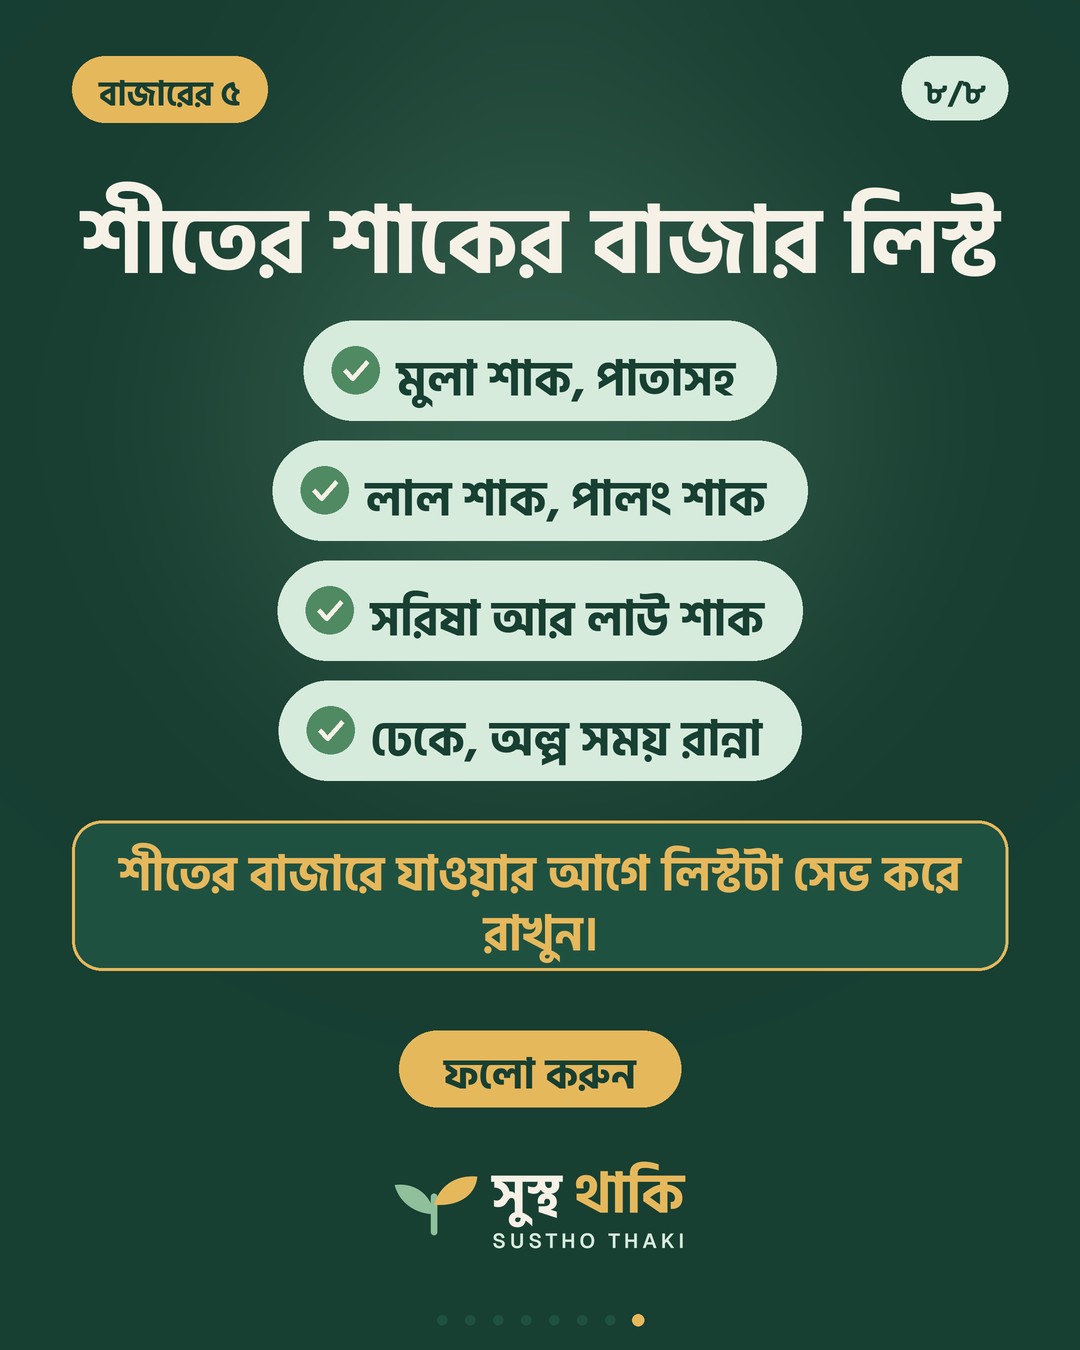 বাজারের ৫
৮/৮
শীতের শাকের বাজার লিস্ট
মুলা শাক, পাতাসহ
লাল শাক, পালং শাক
সরিষা আর লাউ শাক
ঢেকে, অল্প সময় রান্না
শীতের বাজারে যাওয়ার আগে লিস্টটা সেভ করে
রাখুন।
ফলো করুন
সুস্থ থাকি
SUSTHO THAKI